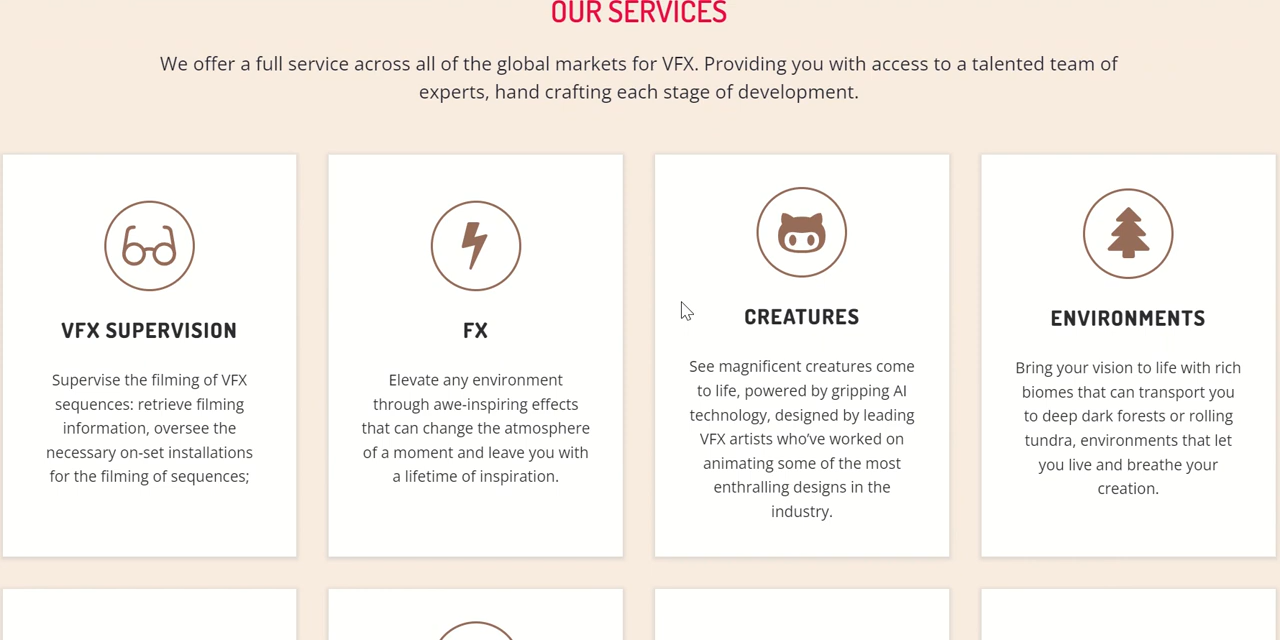 OUR SERVICES
We offer a full service across all of the global markets for VFX. Providing you with access to a talented team of
experts, hand crafting each stage of development.
VFX SUPERVISION
Supervise the filming of VFX
sequences: retrieve filming
information, oversee the
necessary on-set installations
for the filming of sequences;
FX
Elevate any environment
through awe-inspiring effects
that can change the atmosphere
of a moment and leave you with
a lifetime of inspiration.
CREATURES
See magnificent creatures come
to life, powered by gripping AI
technology, designed by leading
VFX artists who’ve worked on
animating some of the most
enthralling designs in the
industry.
ENVIRONMENTS
Bring your vision to life with rich
biomes that can transport you
to deep dark forests or rolling
tundra, environments that let
you live and breathe your
creation.